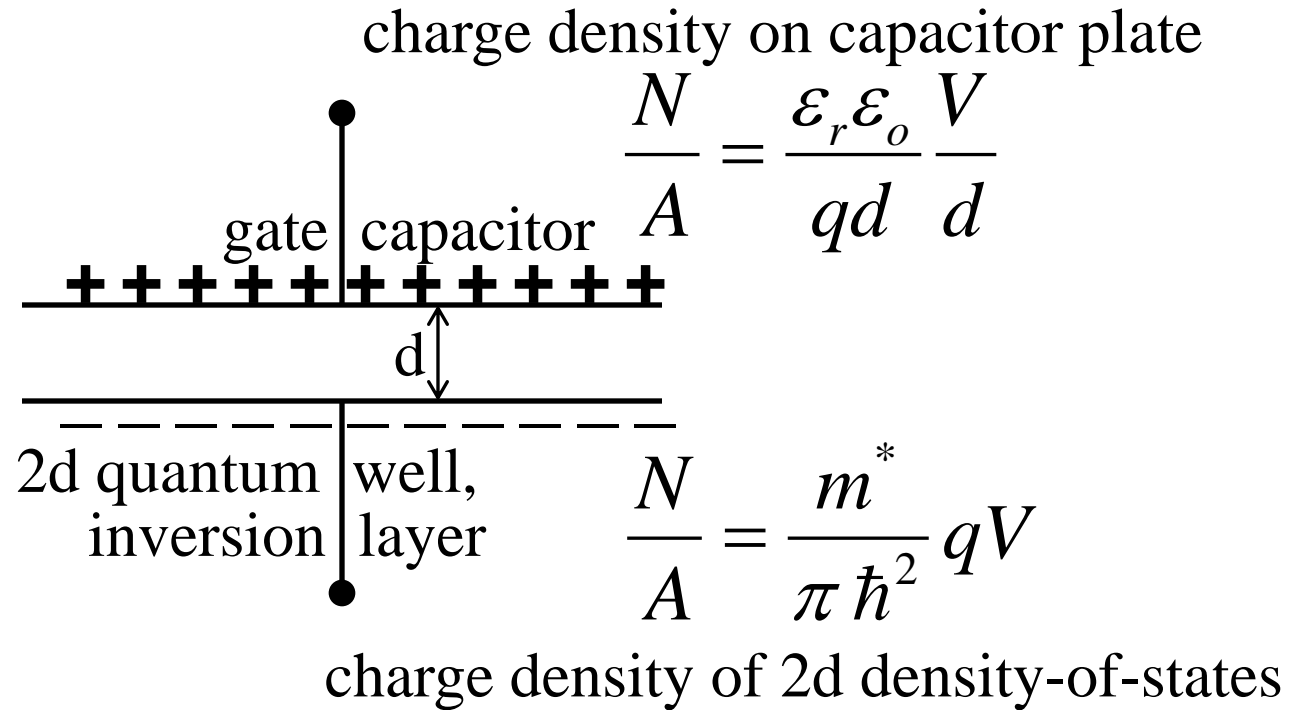 charge density on capacitor plate
N/A = ε_r ε_o / qd V/d
gate capacitor
+ + + + + + + + + + +
d
2d quantum well,
inversion layer
N/A = m* / π ħ² qV
charge density of 2d density-of-states